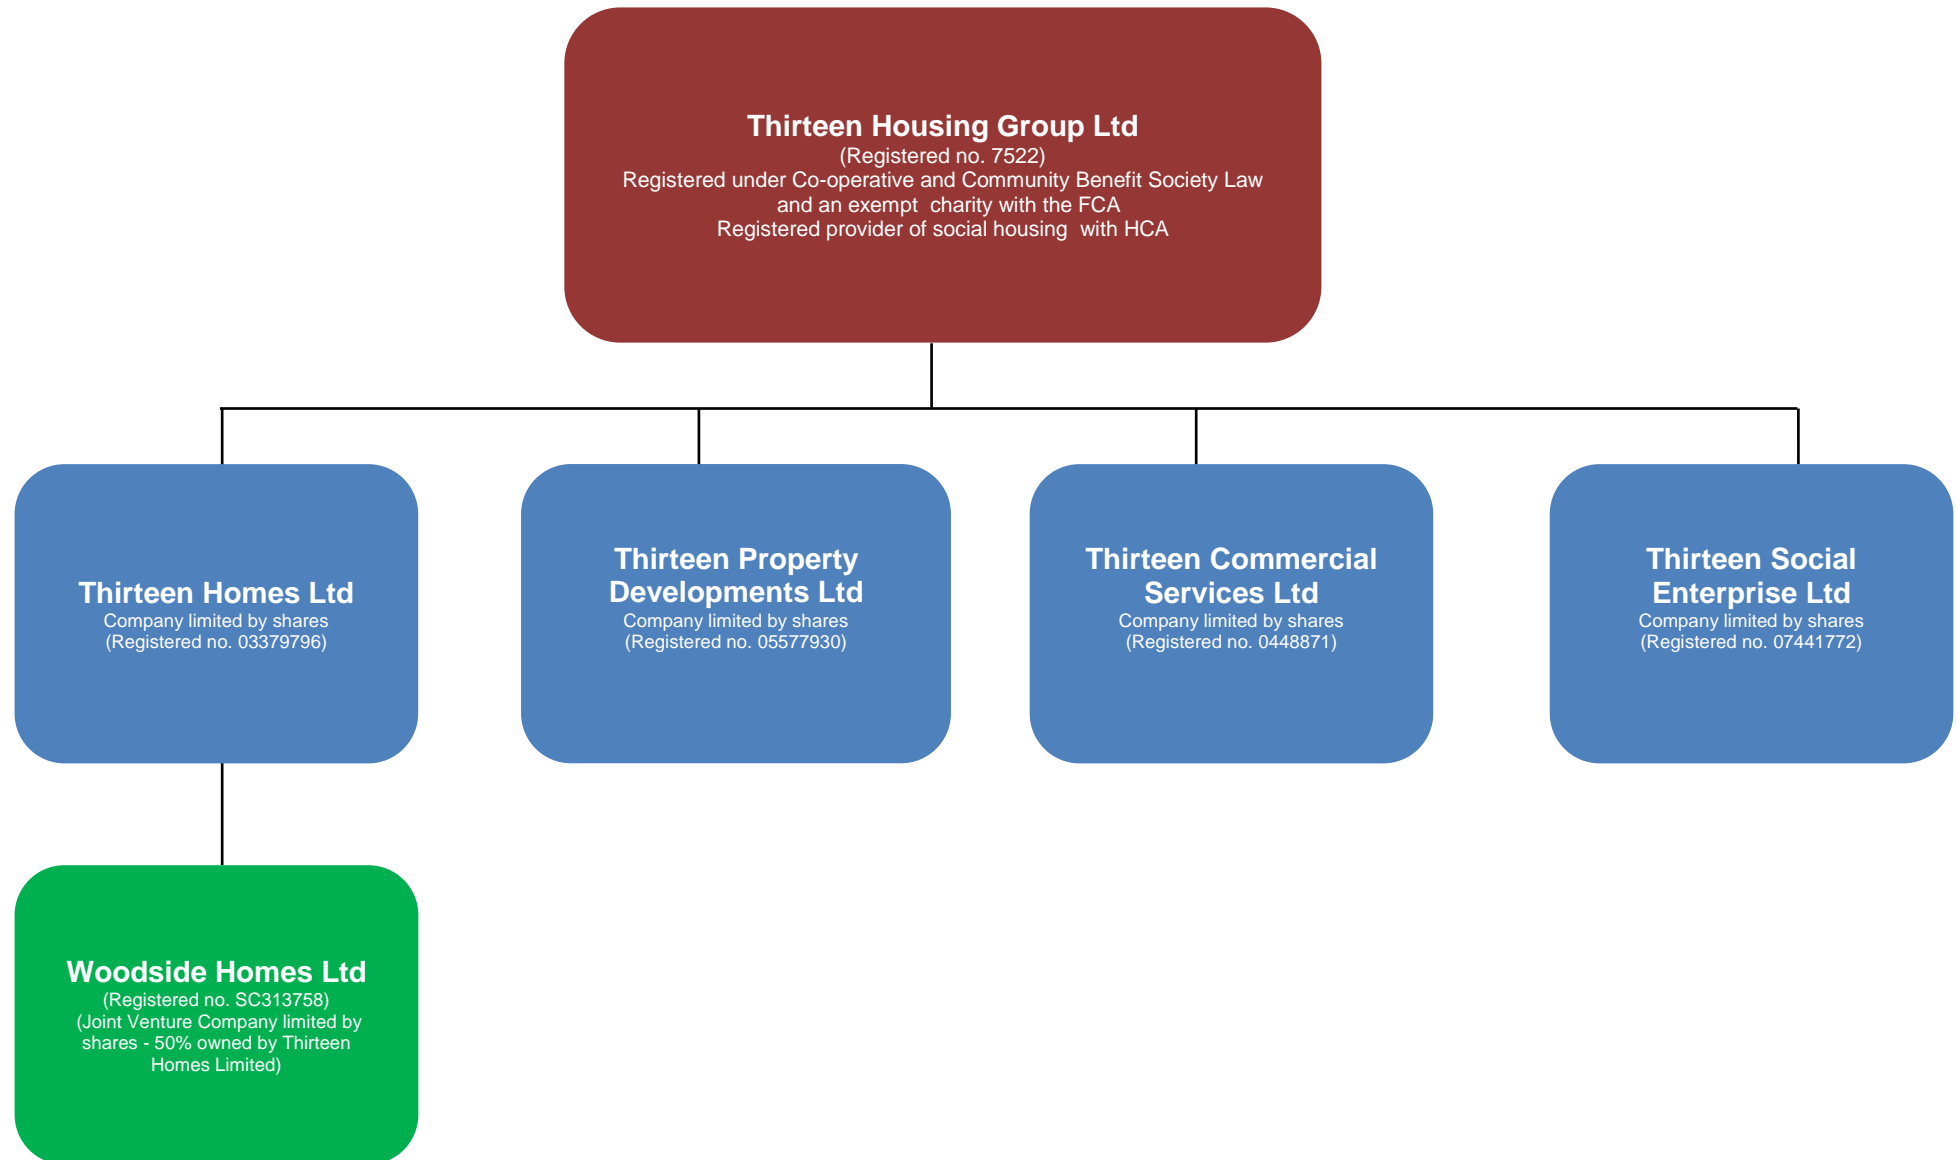 Thirteen Housing Group Ltd
(Registered no. 7522)
Registered under Co-operative and Community Benefit Society Law
and an exempt  charity with the FCA
Registered provider of social housing  with HCA
Thirteen Homes Ltd
Company limited by shares
(Registered no. 03379796)
Thirteen Property
Developments Ltd
Company limited by shares
(Registered no. 05577930)
Thirteen Commercial
Services Ltd
Company limited by shares
(Registered no. 0448871)
Thirteen Social
Enterprise Ltd
Company limited by shares
(Registered no. 07441772)
Woodside Homes Ltd
(Registered no. SC313758)
(Joint Venture Company limited by
shares - 50% owned by Thirteen
Homes Limited)